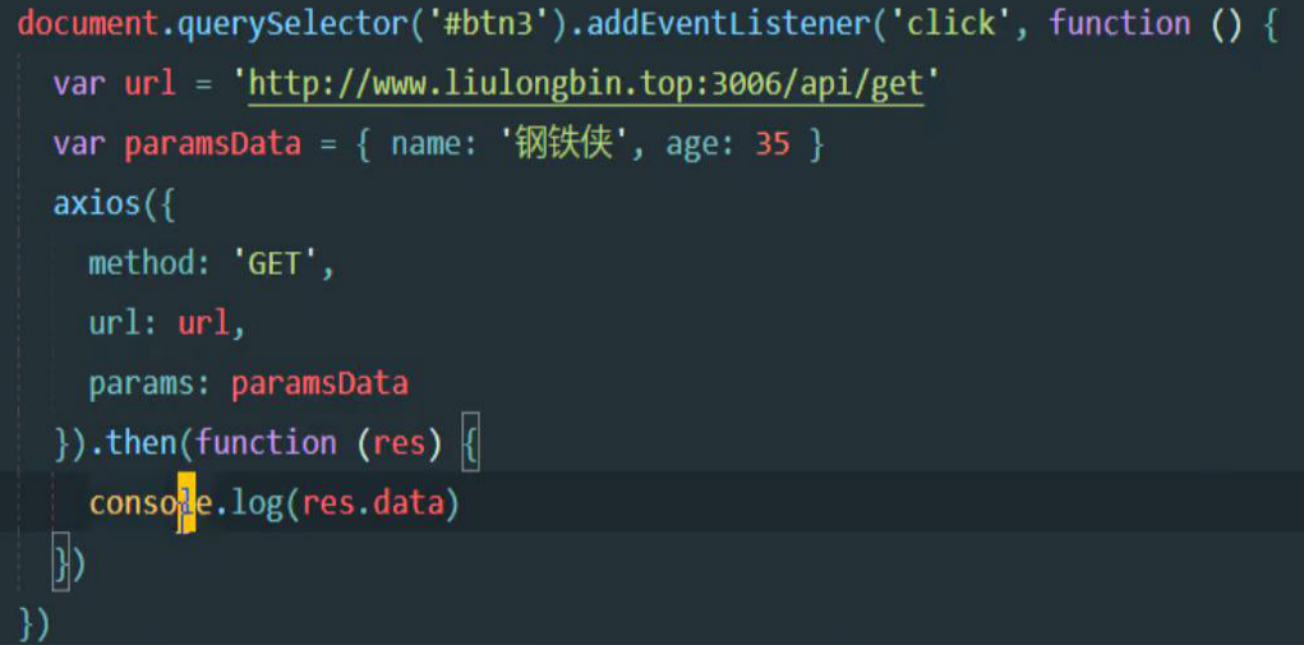 document.querySelector('#btn3').addEventListener('click', function () {
var url = 'http://www.liulongbin.top:3006/api/get'
var paramsData = { name: '钢铁侠', age: 35 }
axios({
method: 'GET',
url: url,
params: paramsData
}).then(function (res) {
console.log(res.data)
})
})